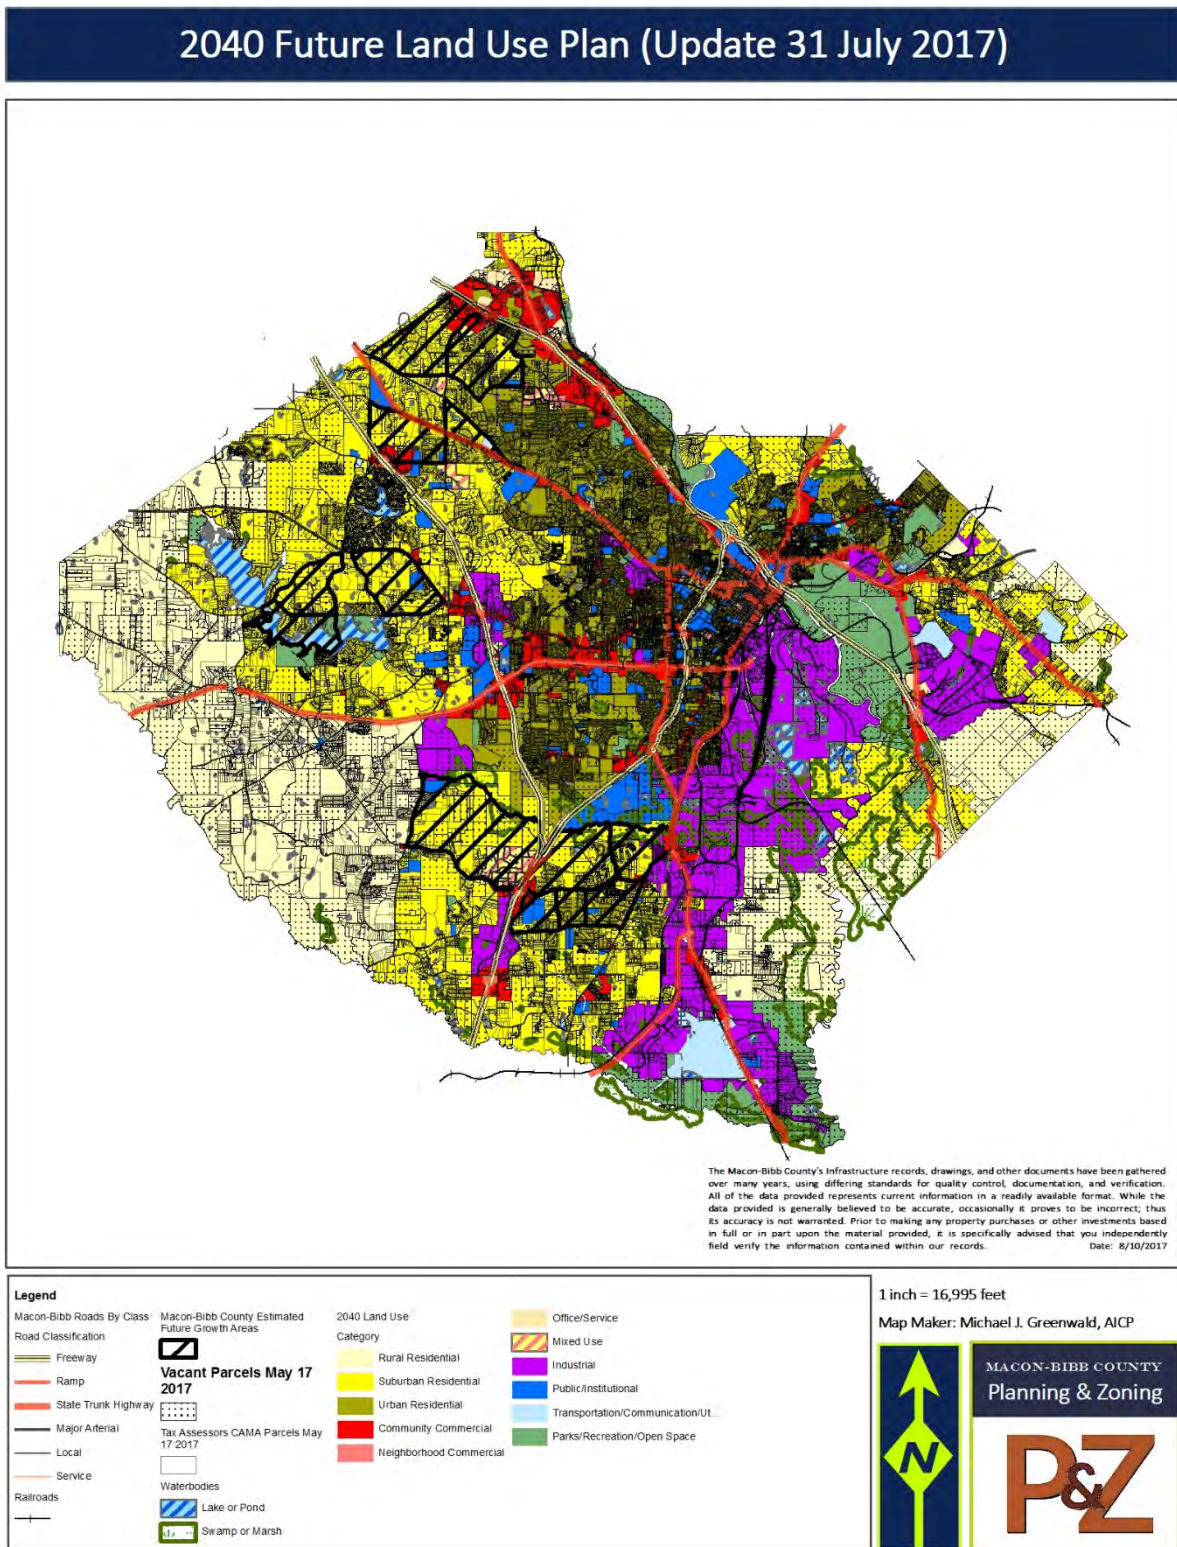 2040 Future Land Use Plan (Update 31 July 2017)
The Macon-Bibb County's Infrastructure records, drawings, and other documents have been gathered
over many years, using differing standards for quality control, documentation, and verification.
All of the data provided represents current information in a readily available format. While the
data provided is generally believed to be accurate, occasionally it proves to be incorrect; thus
its accuracy is not warranted. Prior to making any property purchases or other investments based
in full or in part upon the material provided, it is specifically advised that you independently
field verify the information contained within our records. Date: 8/10/2017
Legend
Macon-Bibb Roads By Class
Road Classification
Freeway
Ramp
State Trunk Highway
Major Arterial
Local
Service
Railroads
Macon-Bibb County Estimated
Future Growth Areas
Vacant Parcels May 17
2017
Tax Assessors CAMA Parcels May
17 2017
Waterbodies
Lake or Pond
Swamp or Marsh
2040 Land Use
Category
Rural Residential
Suburban Residential
Urban Residential
Community Commercial
Neighborhood Commercial
Office/Service
Mixed Use
Industrial
Public/Institutional
Transportation/Communication/Ut...
Parks/Recreation/Open Space
1 inch = 16,995 feet
Map Maker: Michael J. Greenwald, AICP
N
MACON-BIBB COUNTY
Planning & Zoning
P&Z